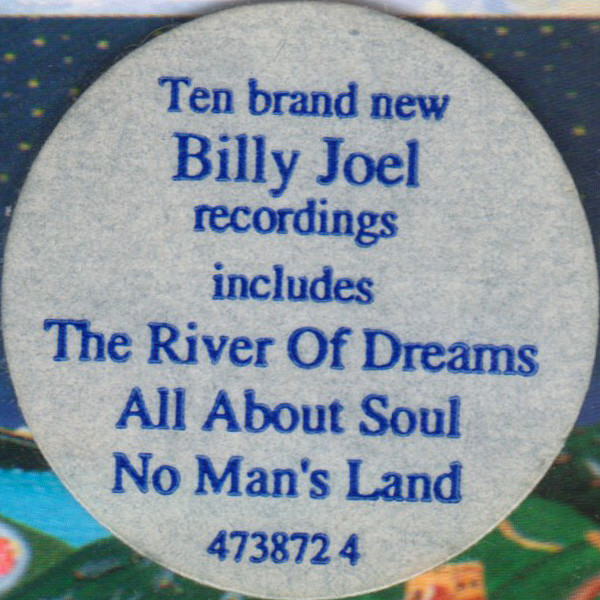 Ten brand new
Billy Joel
recordings
includes
The River Of Dreams
All About Soul
No Man's Land
473872 4